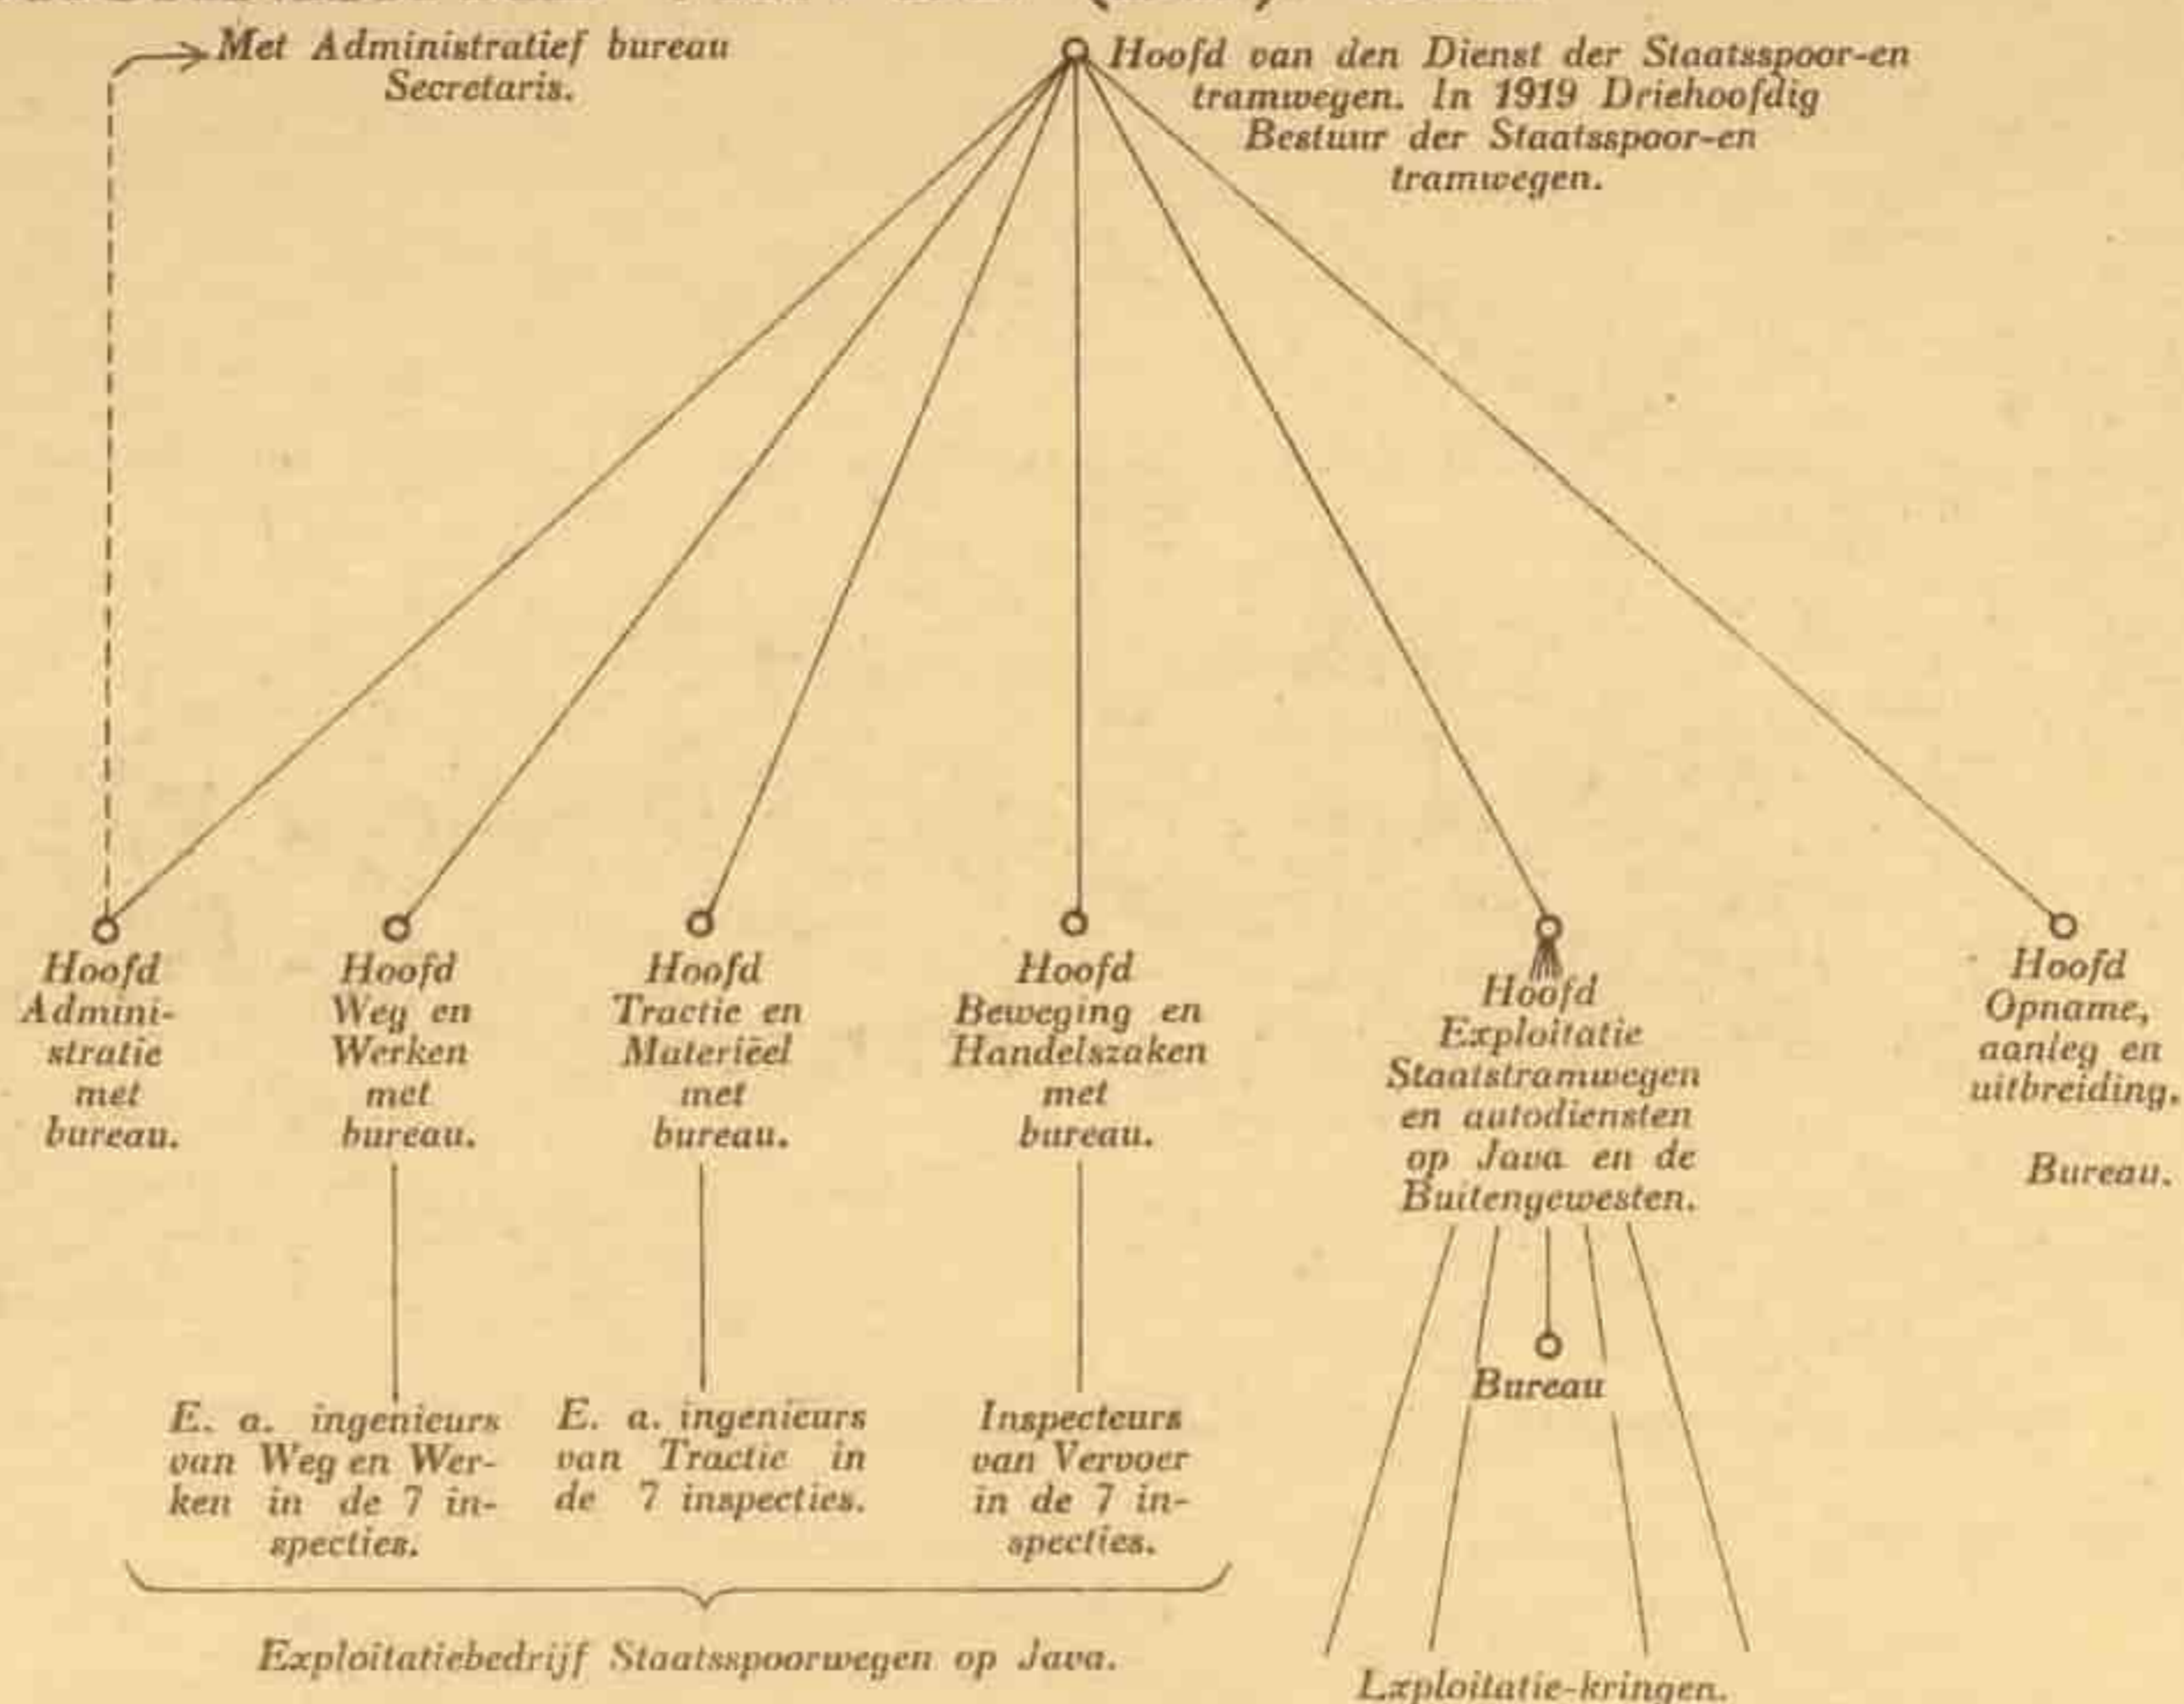 Met Administratief bureau
Secretaris.
Hoofd van den Dienst der Staatsspoor-en
tramwegen. In 1919 Driehoofdig
Bestuur der Staatsspoor-en
tramwegen.
Hoofd
Admini-
stratie
met
bureau.
Hoofd
Weg en
Werken
met
bureau.
Hoofd
Tractie en
Materiëel
met
bureau.
Hoofd
Beweging en
Handelszaken
met
bureau.
Hoofd
Exploitatie
Staatstramwegen
en autodiensten
op Java en de
Buitengewesten.
Hoofd
Opname,
aanleg en
uitbreiding.
Bureau.
Bureau
E. a. ingenieurs
van Weg en Wer-
ken in de 7 in-
specties.
E. a. ingenieurs
van Tractie in
de 7 inspecties.
Inspecteurs
van Vervoer
in de 7 in-
specties.
Exploitatiebedrijf Staatsspoorwegen op Java.
Exploitatie-kringen.